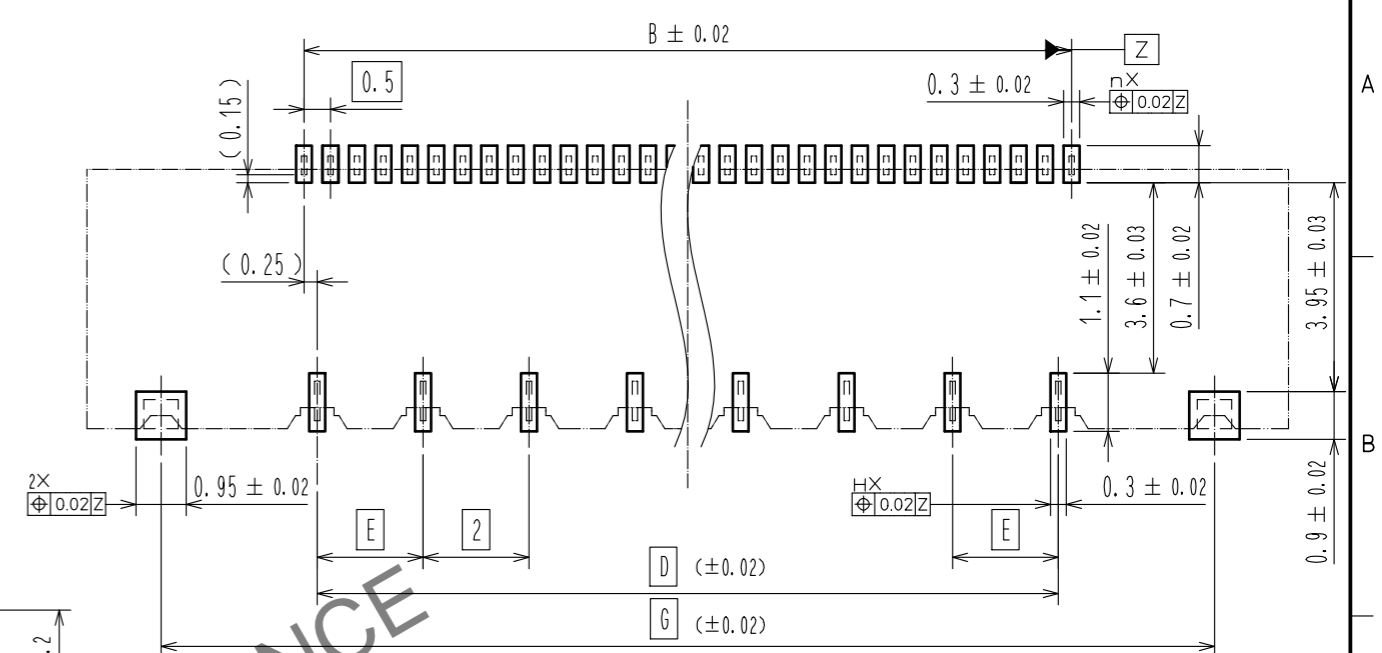 B ± 0.02
Z
A
0.5
0.3 ± 0.02
nX
⌖ 0.02 Z
(0.15)
(0.25)
1.1 ± 0.02
3.6 ± 0.03
0.7 ± 0.02
3.95 ± 0.03
B
2X
⌖ 0.02 Z
0.95 ± 0.02
HX
⌖ 0.02 Z
0.3 ± 0.02
0.9 ± 0.02
E
2
E
D (±0.02)
G (±0.02)